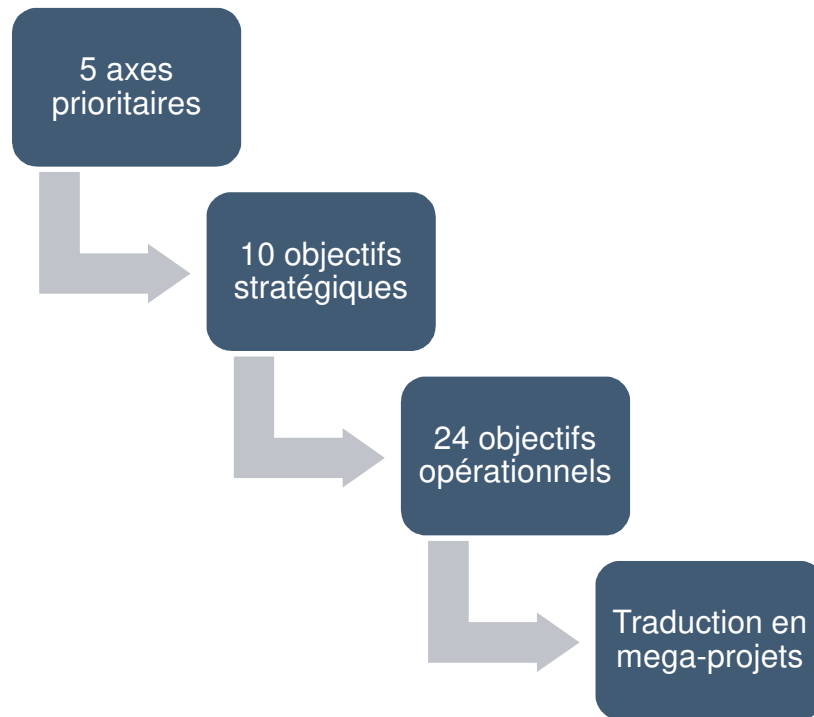 5 axes
prioritaires
10 objectifs
stratégiques
24 objectifs
opérationnels
Traduction en
mega-projets